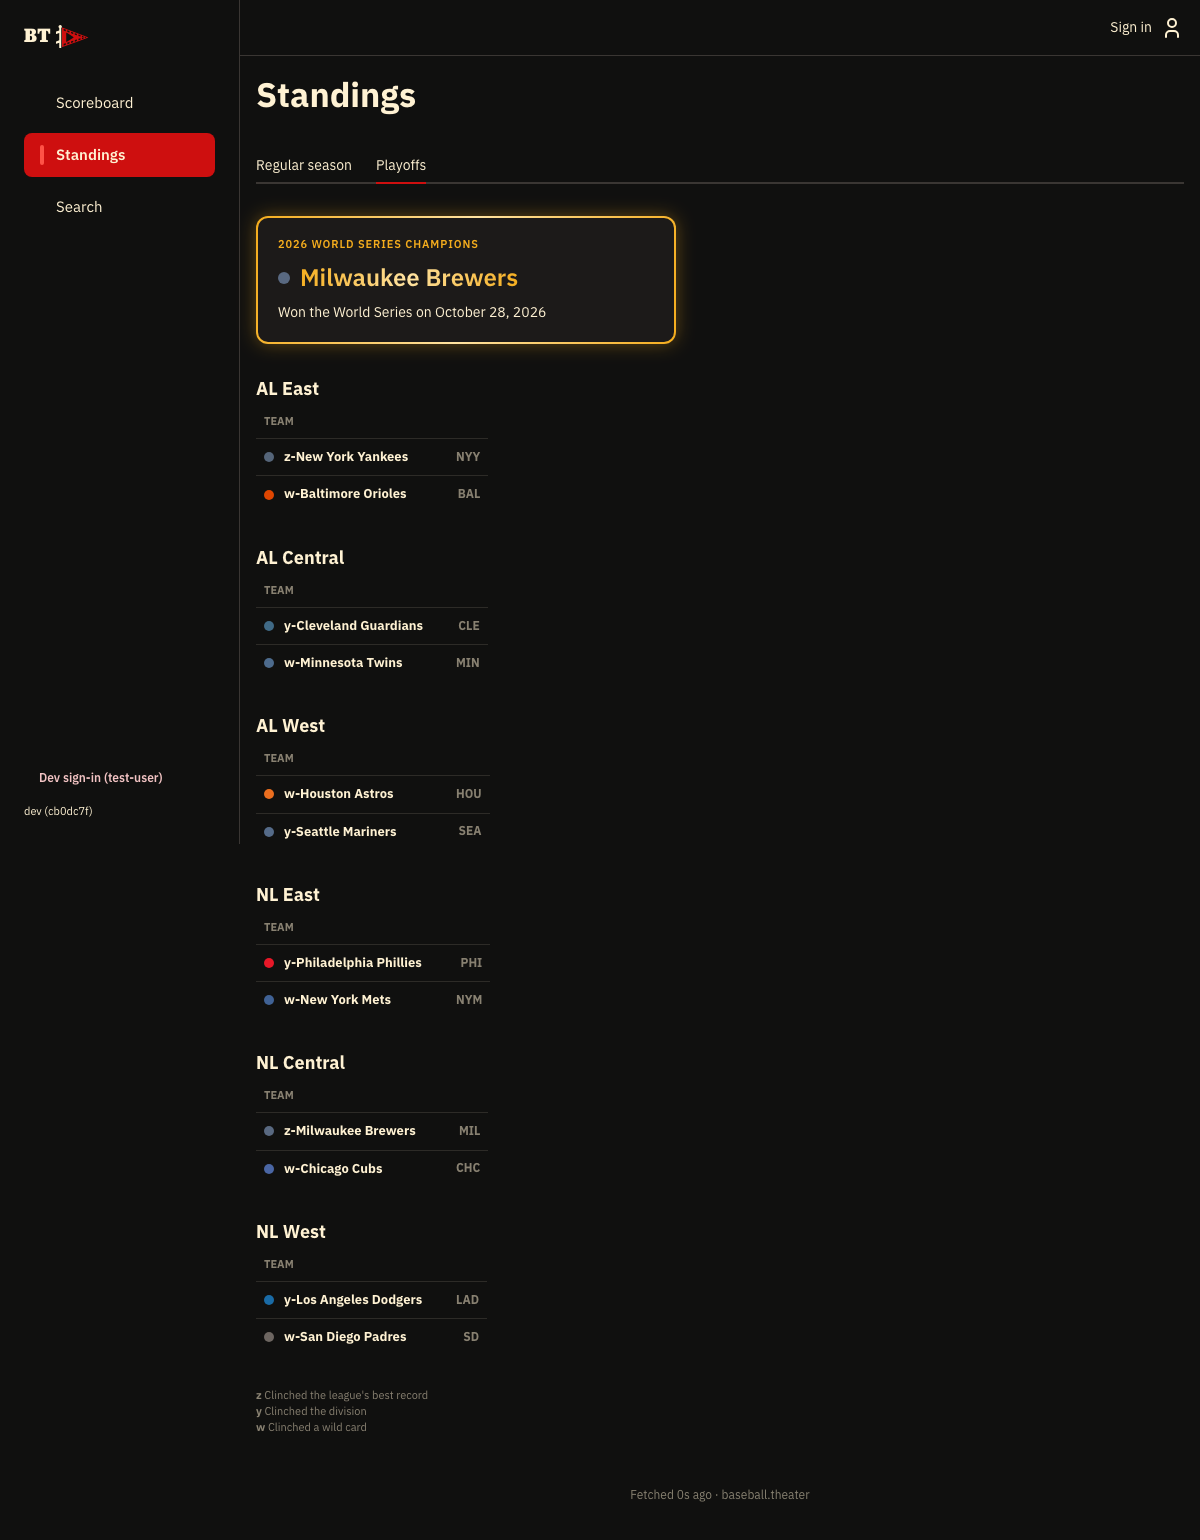 BT
Sign in
Scoreboard
Standings
Search
Dev sign-in (test-user)
dev (cb0dc7f)
Standings
Regular season Playoffs
2026 WORLD SERIES CHAMPIONS
Milwaukee Brewers
Won the World Series on October 28, 2026
AL East
TEAM
z-New York Yankees NYY
w-Baltimore Orioles BAL
AL Central
TEAM
y-Cleveland Guardians CLE
w-Minnesota Twins MIN
AL West
TEAM
w-Houston Astros HOU
y-Seattle Mariners SEA
NL East
TEAM
y-Philadelphia Phillies PHI
w-New York Mets NYM
NL Central
TEAM
z-Milwaukee Brewers MIL
w-Chicago Cubs CHC
NL West
TEAM
y-Los Angeles Dodgers LAD
w-San Diego Padres SD
z Clinched the league's best record
y Clinched the division
w Clinched a wild card
Fetched 0s ago · baseball.theater